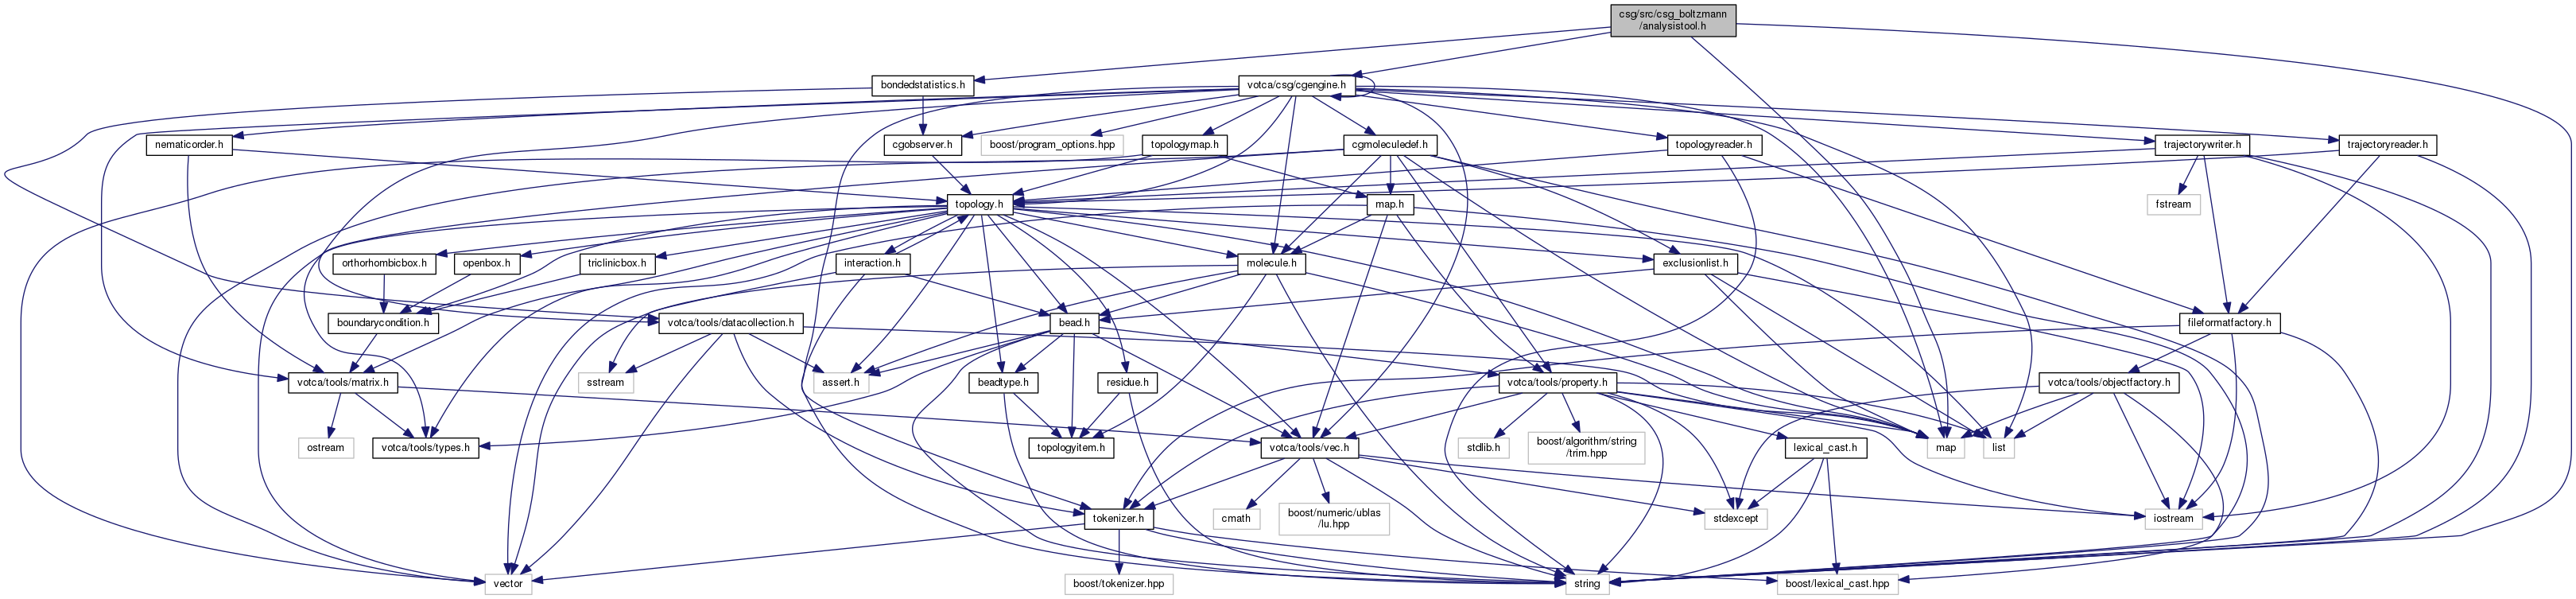 csg/src/csg_boltzmann
/analysistool.h
bondedstatistics.h
votca/csg/cgengine.h
nematicorder.h
cgobserver.h
boost/program_options.hpp
topologymap.h
cgmoleculedef.h
topologyreader.h
trajectorywriter.h
trajectoryreader.h
topology.h
map.h
fstream
orthorhombicbox.h
openbox.h
triclinicbox.h
interaction.h
molecule.h
exclusionlist.h
boundarycondition.h
votca/tools/datacollection.h
bead.h
fileformatfactory.h
votca/tools/matrix.h
sstream
assert.h
beadtype.h
residue.h
votca/tools/property.h
votca/tools/objectfactory.h
ostream
votca/tools/types.h
topologyitem.h
votca/tools/vec.h
stdlib.h
boost/algorithm/string
/trim.hpp
lexical_cast.h
map
list
tokenizer.h
cmath
boost/numeric/ublas
/lu.hpp
stdexcept
iostream
vector
boost/tokenizer.hpp
string
boost/lexical_cast.hpp